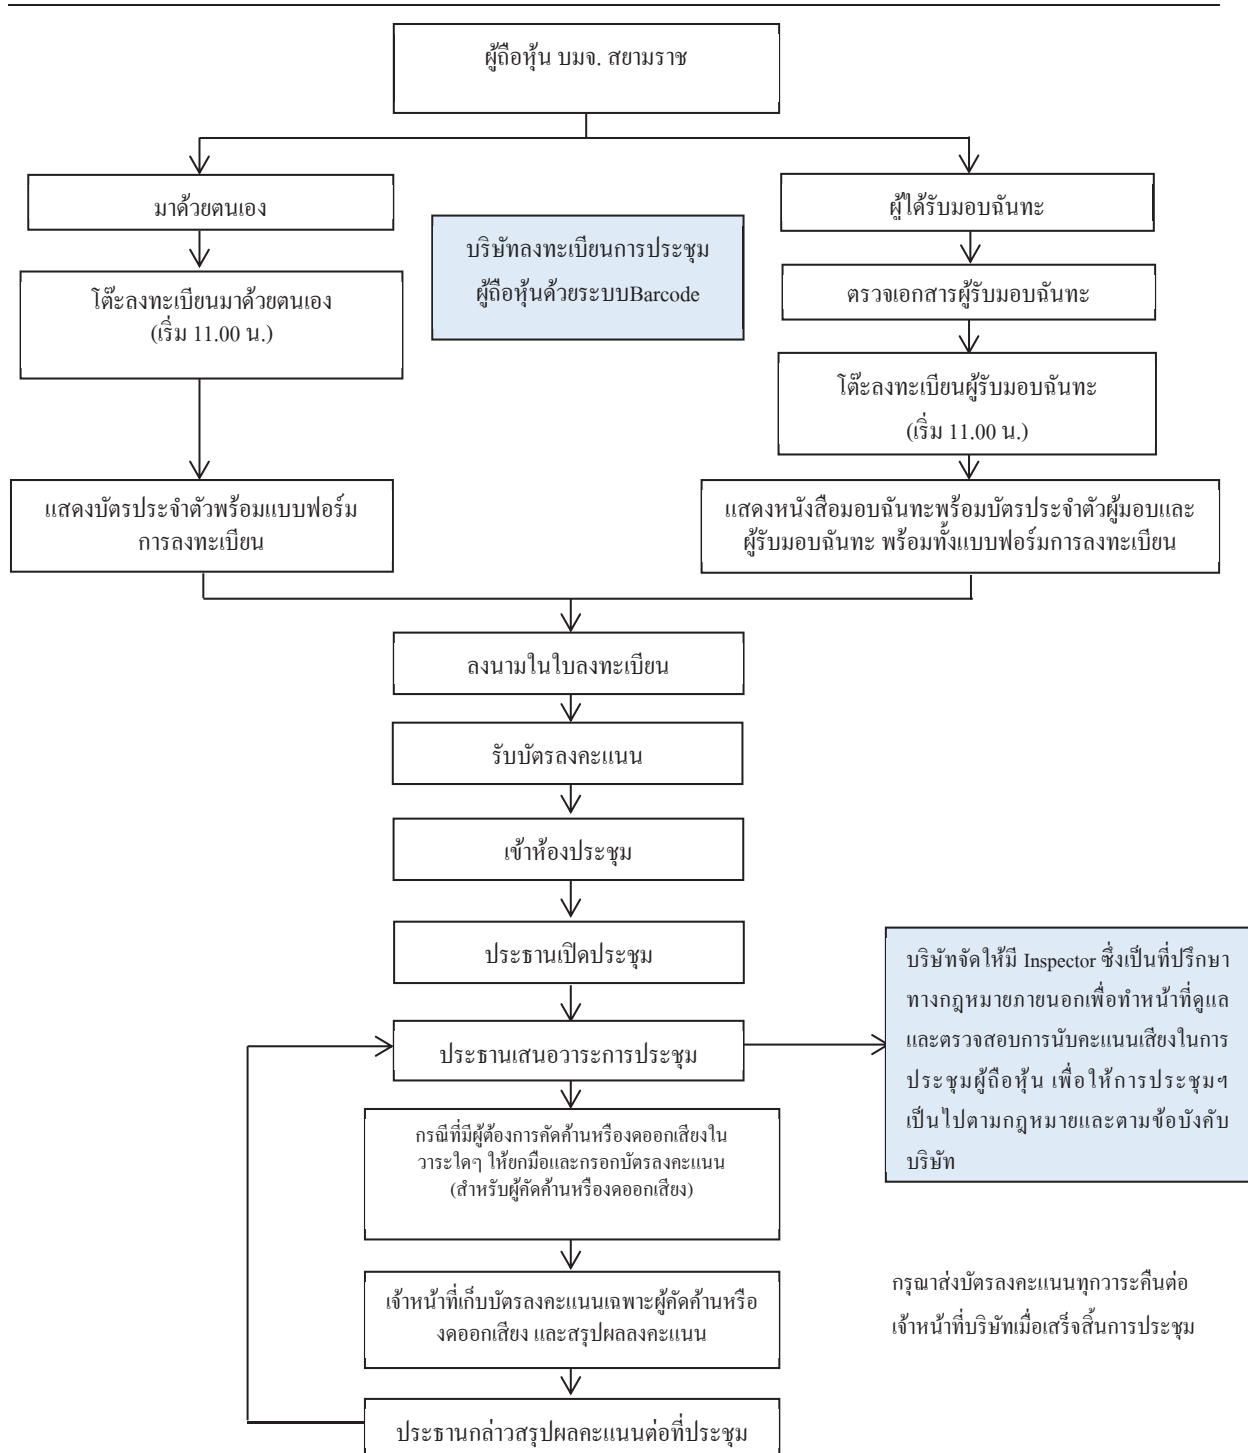 ผู้ถือหุ้น บมจ. สยามราช
มาด้วยตนเอง
ผู้ได้รับมอบฉันทะ
บริษัทลงทะเบียนการประชุม
ผู้ถือหุ้นด้วยระบบBarcode
โต๊ะลงทะเบียนมาด้วยตนเอง
(เริ่ม 11.00 น.)
ตรวจเอกสารผู้รับมอบฉันทะ
โต๊ะลงทะเบียนผู้รับมอบฉันทะ
(เริ่ม 11.00 น.)
แสดงบัตรประจำตัวพร้อมแบบฟอร์ม
การลงทะเบียน
แสดงหนังสือมอบฉันทะพร้อมบัตรประจำตัวผู้มอบและ
ผู้รับมอบฉันทะ พร้อมทั้งแบบฟอร์มการลงทะเบียน
ลงนามในใบลงทะเบียน
รับบัตรลงคะแนน
เข้าห้องประชุม
ประธานเปิดประชุม
ประธานเสนอวาระการประชุม
บริษัทจัดให้มี Inspector ซึ่งเป็นที่ปรึกษา
ทางกฎหมายภายนอกเพื่อทำหน้าที่ดูแล
และตรวจสอบการนับคะแนนเสียงในการ
ประชุมผู้ถือหุ้น เพื่อให้การประชุมฯ
เป็นไปตามกฎหมายและตามข้อบังคับ
บริษัท
กรณีที่มีผู้ต้องการคัดค้านหรืองดออกเสียงใน
วาระใดๆ ให้ยกมือและกรอกบัตรลงคะแนน
(สำหรับผู้คัดค้านหรืองดออกเสียง)
เจ้าหน้าที่เก็บบัตรลงคะแนนเฉพาะผู้คัดค้านหรือ
งดออกเสียง และสรุปผลลงคะแนน
กรุณาส่งบัตรลงคะแนนทุกวาระคืนต่อ
เจ้าหน้าที่บริษัทเมื่อเสร็จสิ้นการประชุม
ประธานกล่าวสรุปผลคะแนนต่อที่ประชุม